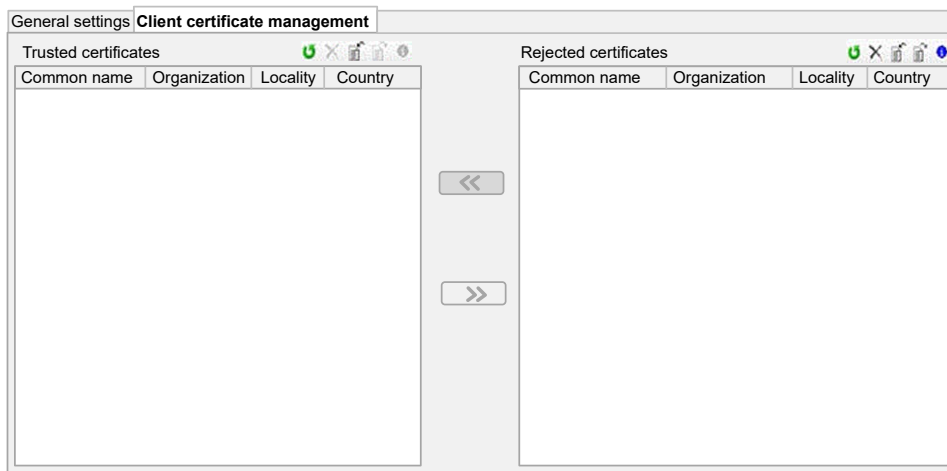 General settings Client certificate management
Trusted certificates
Common name Organization Locality Country
Rejected certificates
Common name Organization Locality Country